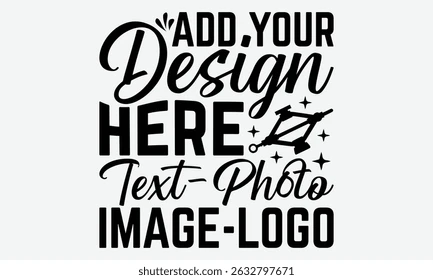 ADD YOUR
Design
HERE
Text-Photo
IMAGE-LOGO
shutterstock.com · 2632797671